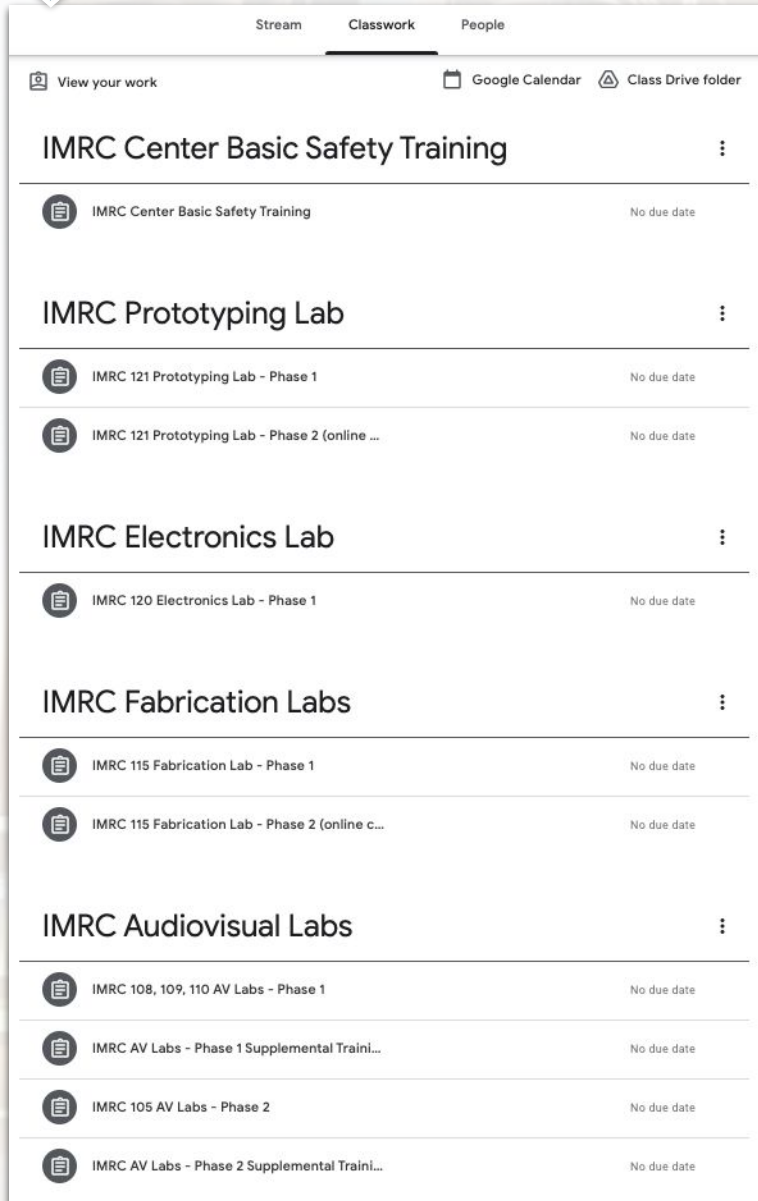 Stream Classwork People
View your work Google Calendar Class Drive folder
IMRC Center Basic Safety Training
IMRC Center Basic Safety Training No due date
IMRC Prototyping Lab
IMRC 121 Prototyping Lab - Phase 1 No due date
IMRC 121 Prototyping Lab - Phase 2 (online ... No due date
IMRC Electronics Lab
IMRC 120 Electronics Lab - Phase 1 No due date
IMRC Fabrication Labs
IMRC 115 Fabrication Lab - Phase 1 No due date
IMRC 115 Fabrication Lab - Phase 2 (online c... No due date
IMRC Audiovisual Labs
IMRC 108, 109, 110 AV Labs - Phase 1 No due date
IMRC AV Labs - Phase 1 Supplemental Traini... No due date
IMRC 105 AV Labs - Phase 2 No due date
IMRC AV Labs - Phase 2 Supplemental Traini... No due date